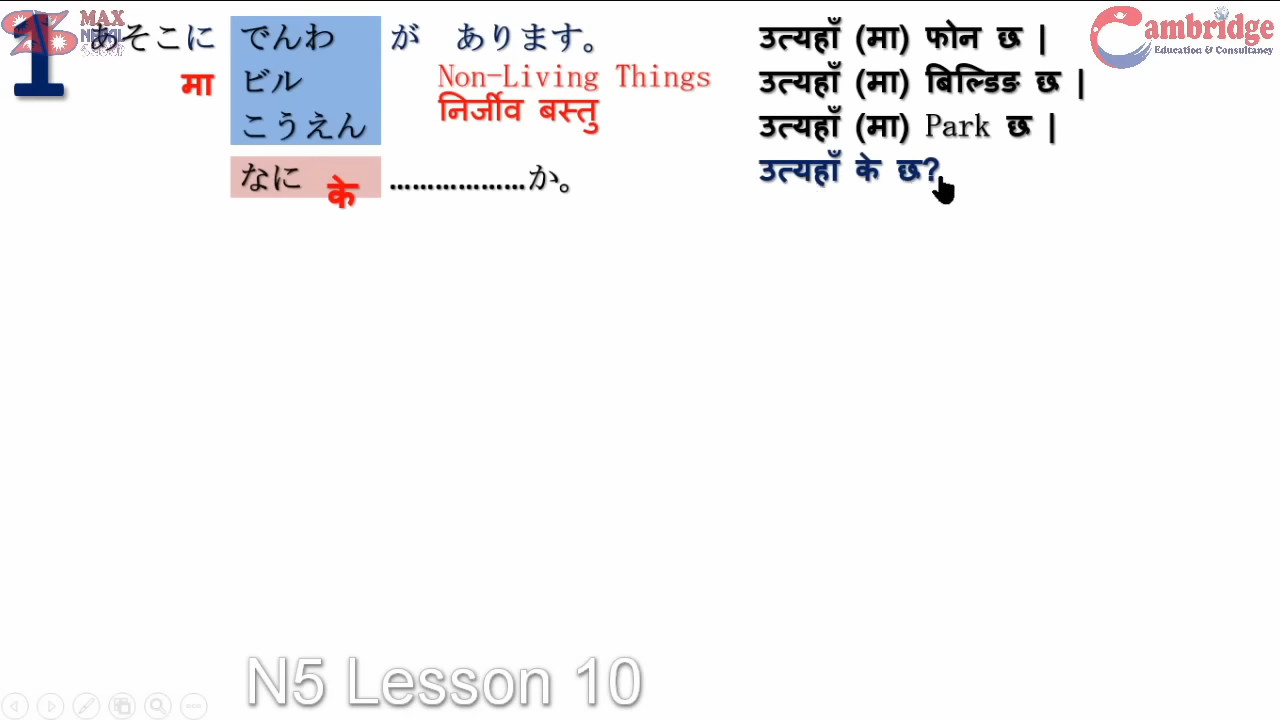 1 あそこに でんわ が あります。 उत्यहाँ (मा) फोन छ |
मा ビル Non-Living Things उत्यहाँ (मा) बिल्डिङ छ |
こうえん निर्जीव बस्तु उत्यहाँ (मा) Park छ |
なに के ………………か。 उत्यहाँ के छ?
MAX
NEPAL
Cambridge
Education & Consultancy
N5 Lesson 10